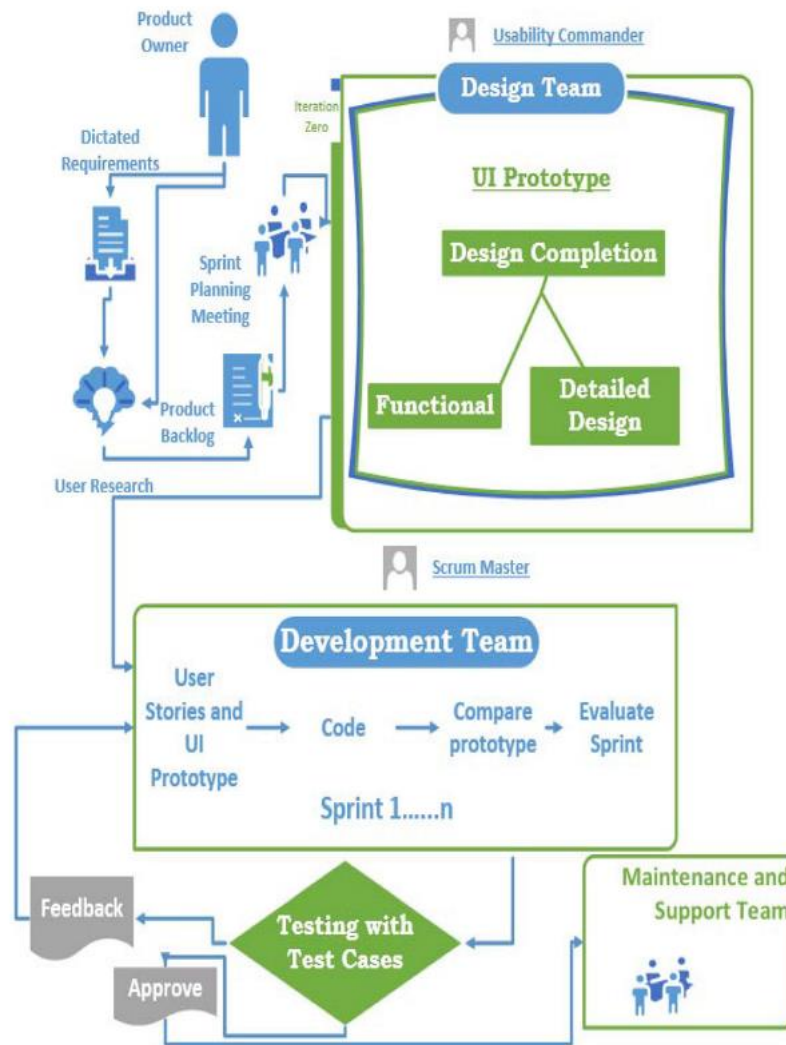 Product
Owner
Usability Commander
Design Team
Iteration
Zero
Dictated
Requirements
UI Prototype
Design Completion
Sprint
Planning
Meeting
Functional
Detailed
Design
Product
Backlog
User Research
Scrum Master
Development Team
User
Stories and
UI
Prototype
Code
Compare
prototype
Evaluate
Sprint
Sprint 1......n
Maintenance and
Support Team
Feedback
Testing with
Test Cases
Approve